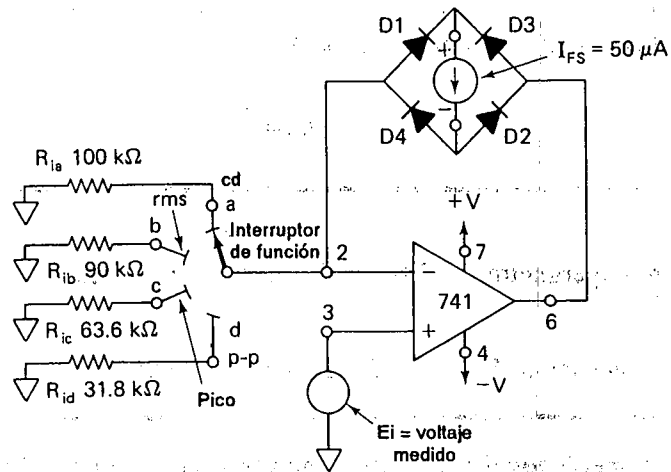 D1
D3
+
I_FS = 50 μA
−
D4
D2
R_ia 100 kΩ
cd
a
rms
b
Interruptor
de función
R_ib 90 kΩ
c
R_ic 63.6 kΩ
d
p-p
R_id 31.8 kΩ
Pico
2
−
+V
7
741
6
3
+
4
−V
Ei = voltaje
medido